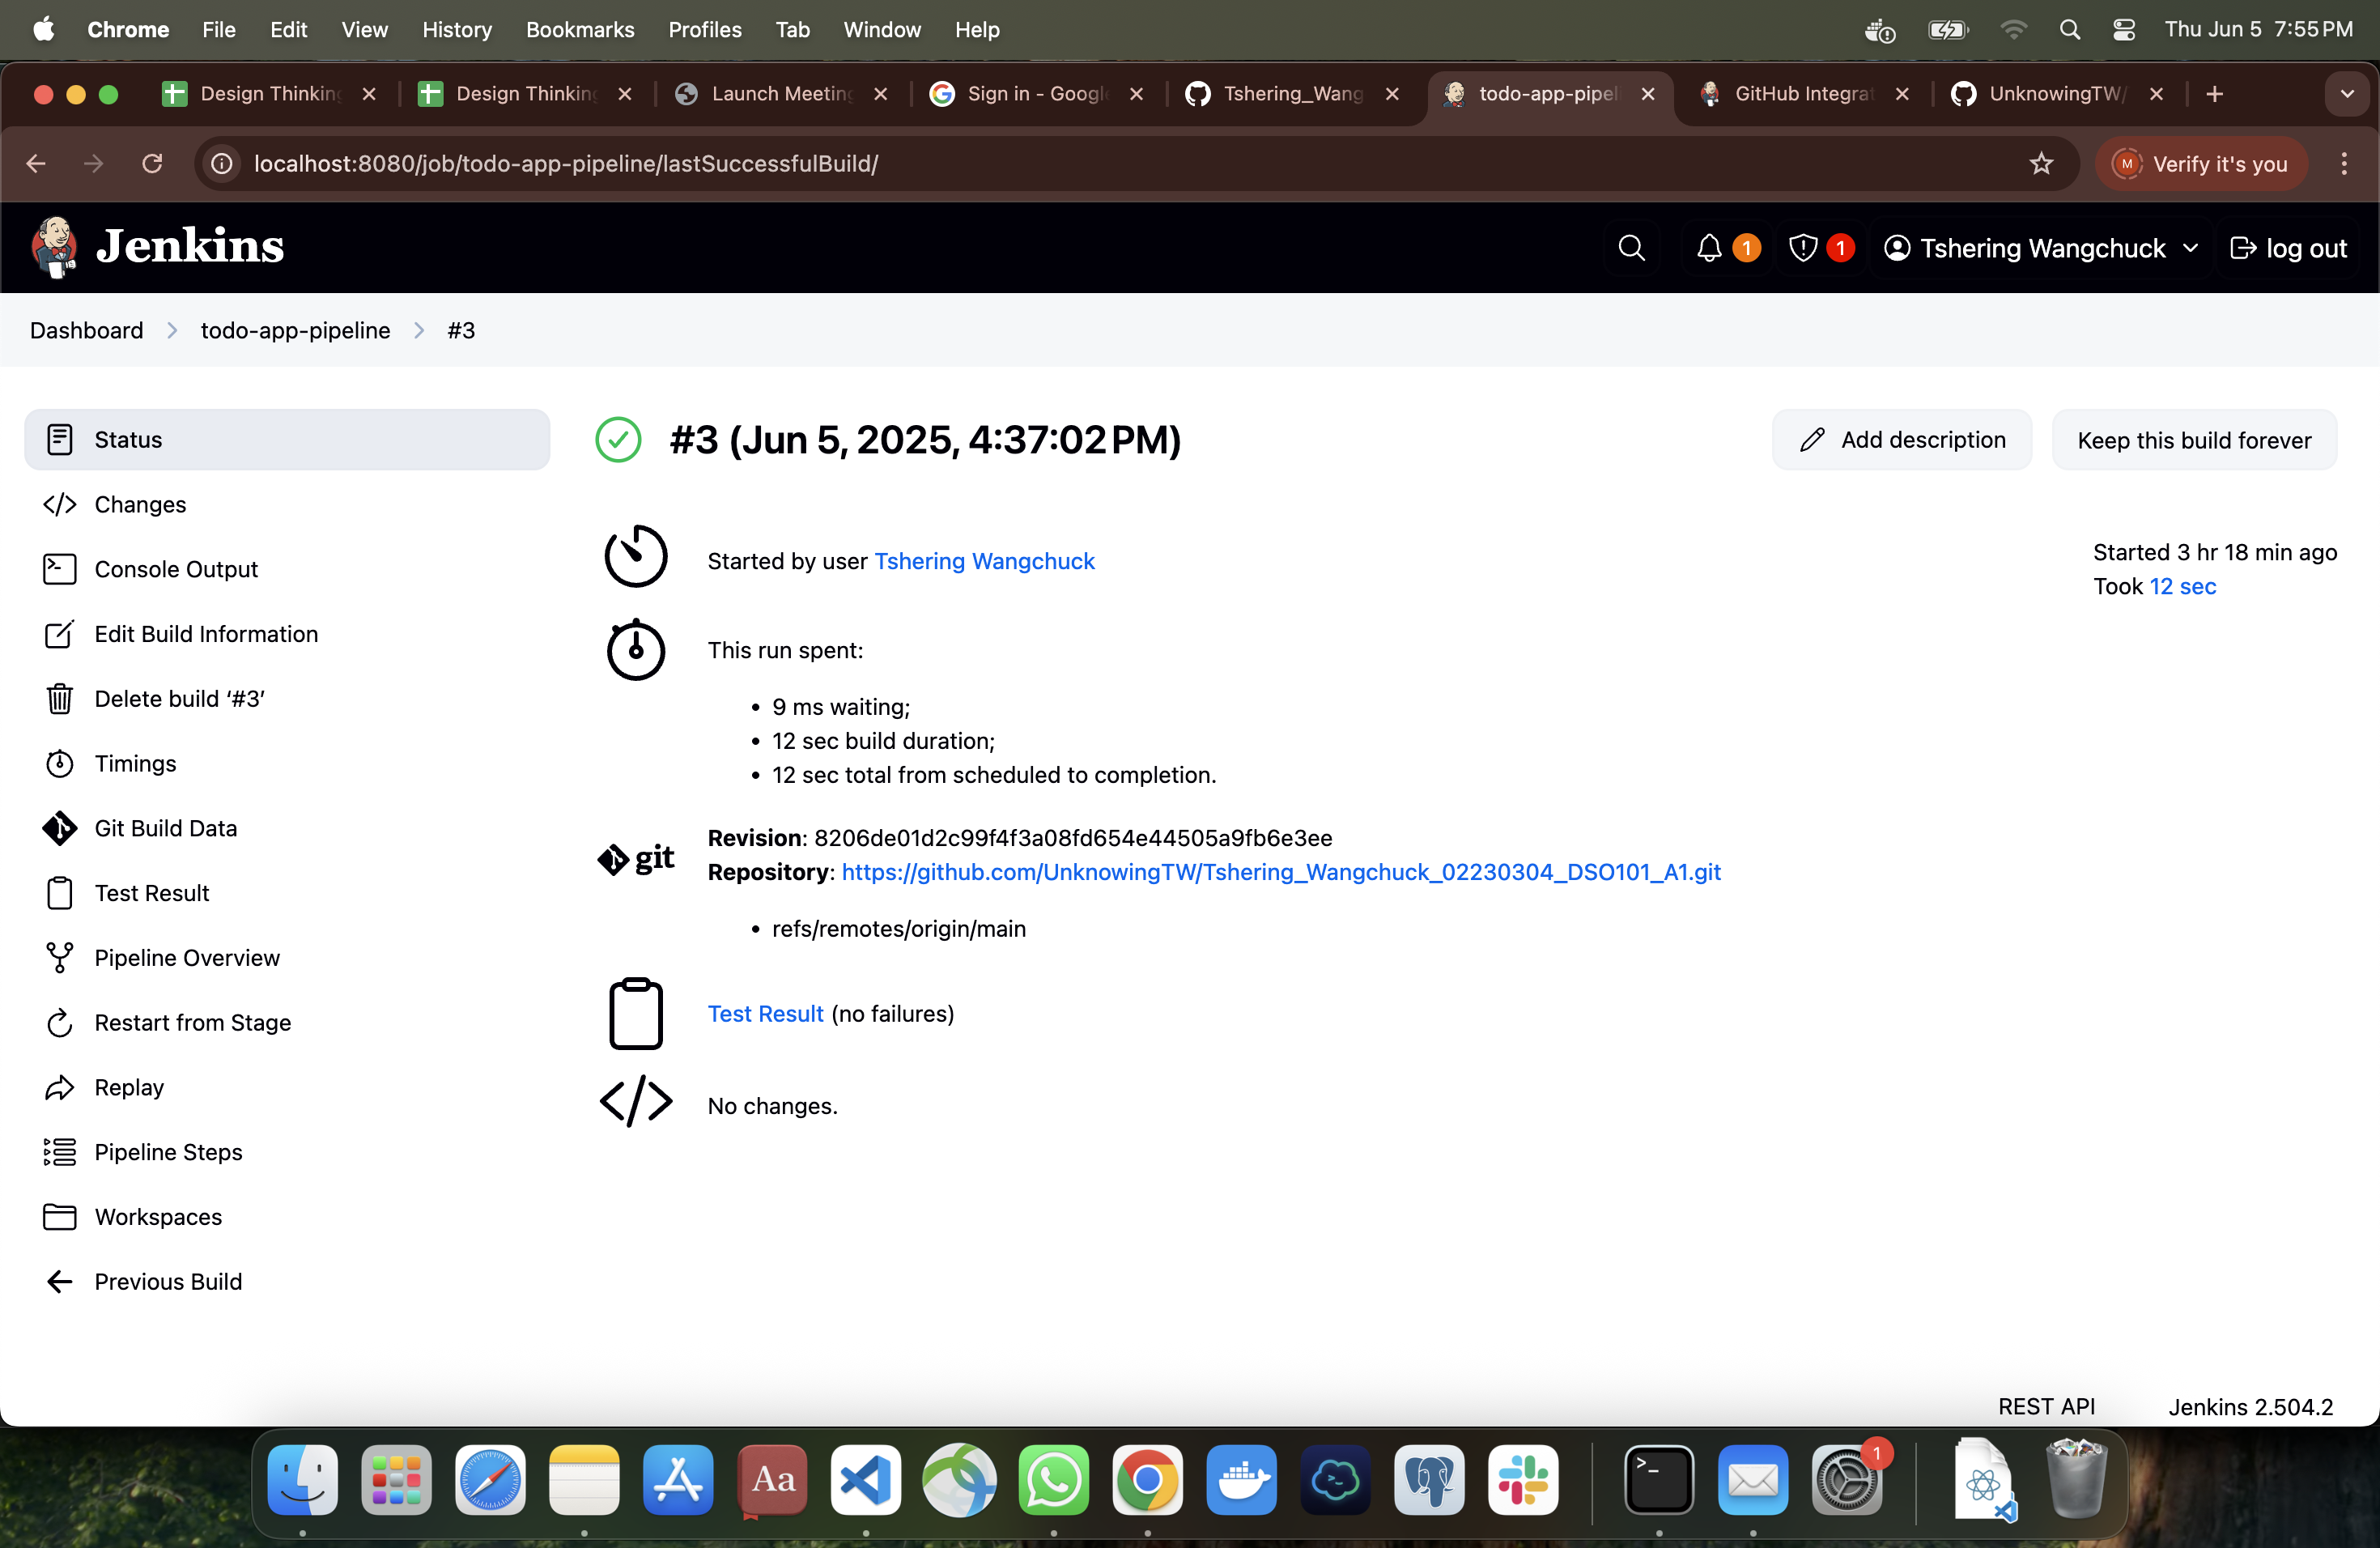 Chrome File Edit View History Bookmarks Profiles Tab Window Help Thu Jun 5 7:55 PM
Design Thinking Design Thinking Launch Meeting Sign in - Google Tshering_Wang todo-app-pipel GitHub Integrat UnknowingTW/
localhost:8080/job/todo-app-pipeline/lastSuccessfulBuild/ M Verify it's you
Jenkins 1 1 Tshering Wangchuck log out
Dashboard todo-app-pipeline #3
Status
Changes
Console Output
Edit Build Information
Delete build ‘#3’
Timings
Git Build Data
Test Result
Pipeline Overview
Restart from Stage
Replay
Pipeline Steps
Workspaces
Previous Build
#3 (Jun 5, 2025, 4:37:02 PM)
Add description Keep this build forever
Started by user Tshering Wangchuck
Started 3 hr 18 min ago
Took 12 sec
This run spent:
• 9 ms waiting;
• 12 sec build duration;
• 12 sec total from scheduled to completion.
git
Revision: 8206de01d2c99f4f3a08fd654e44505a9fb6e3ee
Repository: https://github.com/UnknowingTW/Tshering_Wangchuck_02230304_DSO101_A1.git
• refs/remotes/origin/main
Test Result (no failures)
No changes.
REST API Jenkins 2.504.2
Aa
1